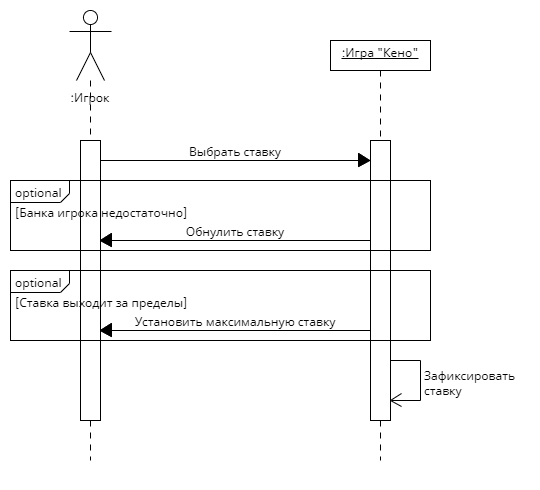 :Игра "Кено"
:Игрок
Выбрать ставку
optional
[Банка игрока недостаточно]
Обнулить ставку
optional
[Ставка выходит за пределы]
Установить максимальную ставку
Зафиксировать
ставку